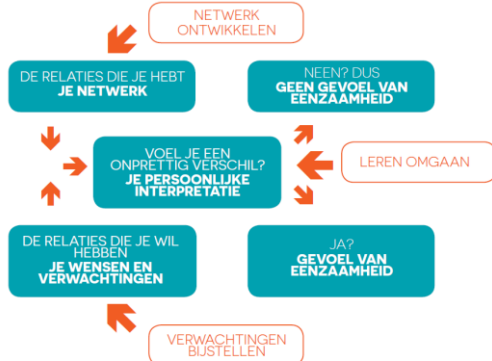 NETWERK
ONTWIKKELEN
DE RELATIES DIE JE HEBT
JE NETWERK
NEEN? DUS
GEEN GEVOEL VAN
EENZAAMHEID
VOEL JE EEN
ONPRETTIG VERSCHIL?
JE PERSOONLIJKE
INTERPRETATIE
LEREN OMGAAN
DE RELATIES DIE JE WIL
HEBBEN
JE WENSEN EN
VERWACHTINGEN
JA?
GEVOEL VAN
EENZAAMHEID
VERWACHTINGEN
BIJSTELLEN